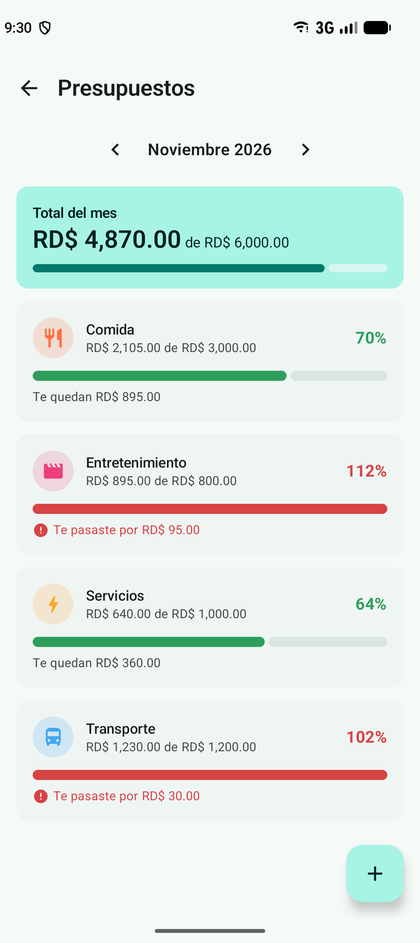 9:30 3G
Presupuestos
Noviembre 2026
Total del mes
RD$ 4,870.00 de RD$ 6,000.00
Comida
RD$ 2,105.00 de RD$ 3,000.00
70%
Te quedan RD$ 895.00
Entretenimiento
RD$ 895.00 de RD$ 800.00
112%
Te pasaste por RD$ 95.00
Servicios
RD$ 640.00 de RD$ 1,000.00
64%
Te quedan RD$ 360.00
Transporte
RD$ 1,230.00 de RD$ 1,200.00
102%
Te pasaste por RD$ 30.00